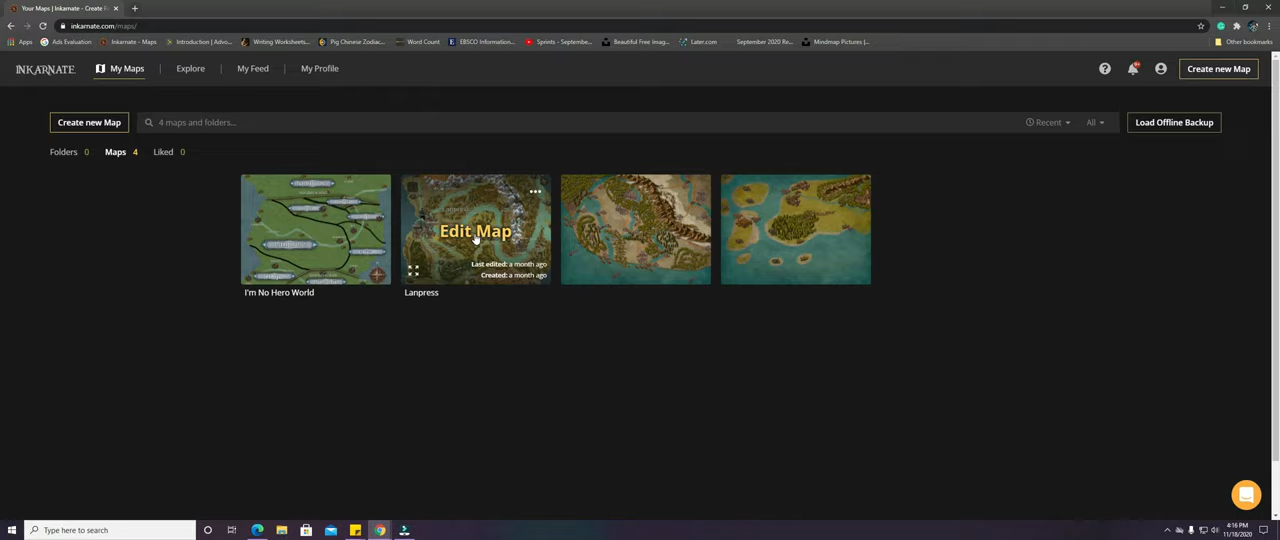 Your Maps | Inkarnate - Create F
inkarnate.com/maps/
Apps
Ads Evaluation
Inkarnate - Maps
Introduction | Advo...
Writing Worksheets...
Pig Chinese Zodiac...
Word Count
EBSCO Information...
Sprints - Septembe...
Beautiful Free Imag...
Later.com
September 2020 Re...
Mindmap Pictures |...
Other bookmarks
INKARNATE
My Maps
Explore
My Feed
My Profile
Create new Map
Create new Map
4 maps and folders...
Recent
All
Load Offline Backup
Folders 0
Maps 4
Liked 0
Edit Map
Last edited: a month ago
Created: a month ago
I'm No Hero World
Lanpress
Type here to search
4:16 PM
11/18/2020